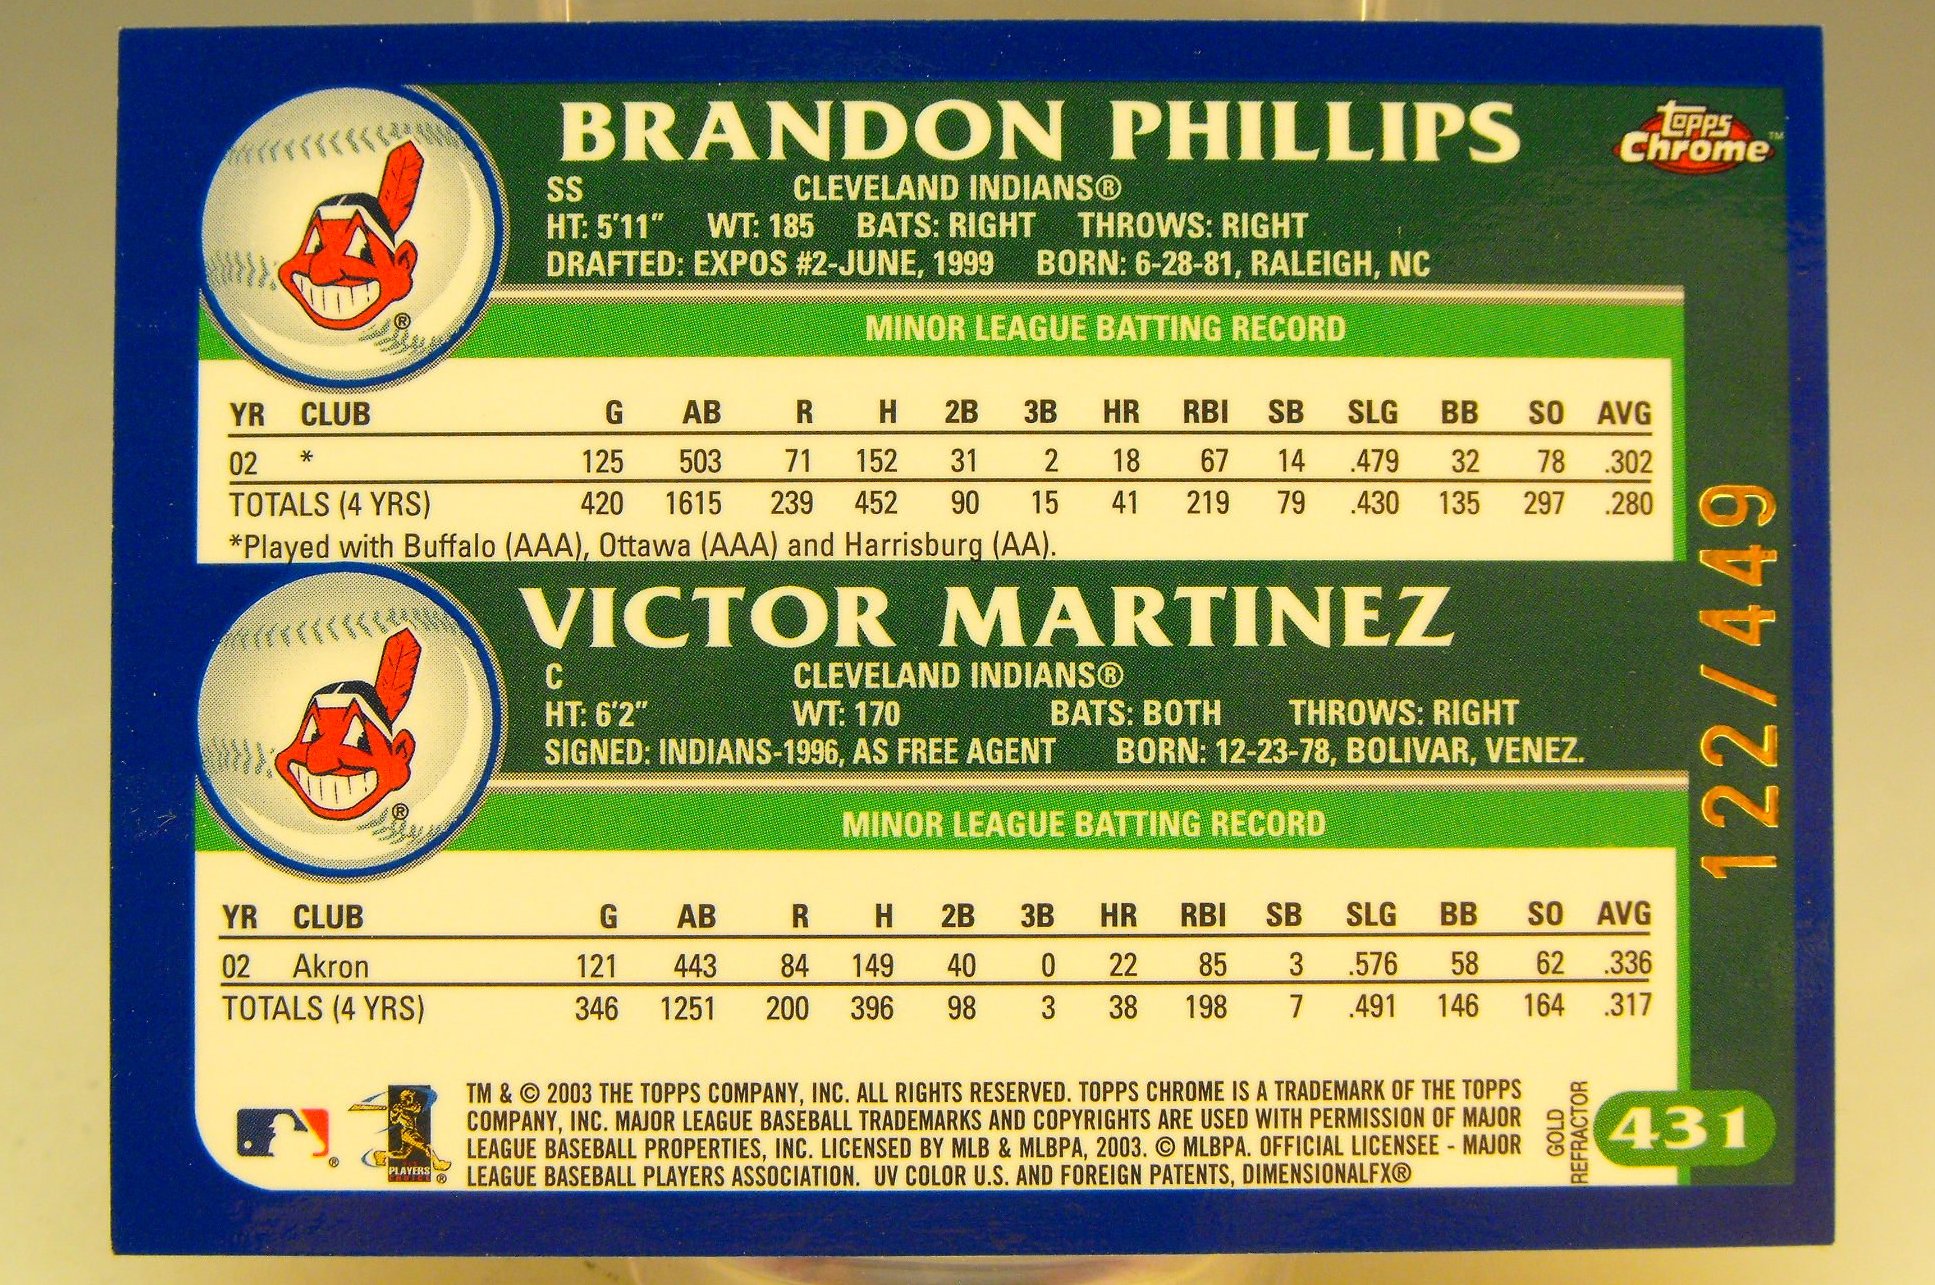 BRANDON PHILLIPS
Topps Chrome™
SS CLEVELAND INDIANS®
HT: 5'11" WT: 185 BATS: RIGHT THROWS: RIGHT
DRAFTED: EXPOS #2-JUNE, 1999 BORN: 6-28-81, RALEIGH, NC
®
MINOR LEAGUE BATTING RECORD
YR CLUB G AB R H 2B 3B HR RBI SB SLG BB SO AVG
02 * 125 503 71 152 31 2 18 67 14 .479 32 78 .302
TOTALS (4 YRS) 420 1615 239 452 90 15 41 219 79 .430 135 297 .280
*Played with Buffalo (AAA), Ottawa (AAA) and Harrisburg (AA).
122/449
VICTOR MARTINEZ
C CLEVELAND INDIANS®
HT: 6'2" WT: 170 BATS: BOTH THROWS: RIGHT
SIGNED: INDIANS-1996, AS FREE AGENT BORN: 12-23-78, BOLIVAR, VENEZ.
®
MINOR LEAGUE BATTING RECORD
YR CLUB G AB R H 2B 3B HR RBI SB SLG BB SO AVG
02 Akron 121 443 84 149 40 0 22 85 3 .576 58 62 .336
TOTALS (4 YRS) 346 1251 200 396 98 3 38 198 7 .491 146 164 .317
®
PLAYERS
CHOICE ®
TM & © 2003 THE TOPPS COMPANY, INC. ALL RIGHTS RESERVED. TOPPS CHROME IS A TRADEMARK OF THE TOPPS
COMPANY, INC. MAJOR LEAGUE BASEBALL TRADEMARKS AND COPYRIGHTS ARE USED WITH PERMISSION OF MAJOR
LEAGUE BASEBALL PROPERTIES, INC. LICENSED BY MLB & MLBPA, 2003. © MLBPA. OFFICIAL LICENSEE - MAJOR
LEAGUE BASEBALL PLAYERS ASSOCIATION. UV COLOR U.S. AND FOREIGN PATENTS, DIMENSIONALFX®
GOLD
REFRACTOR
431